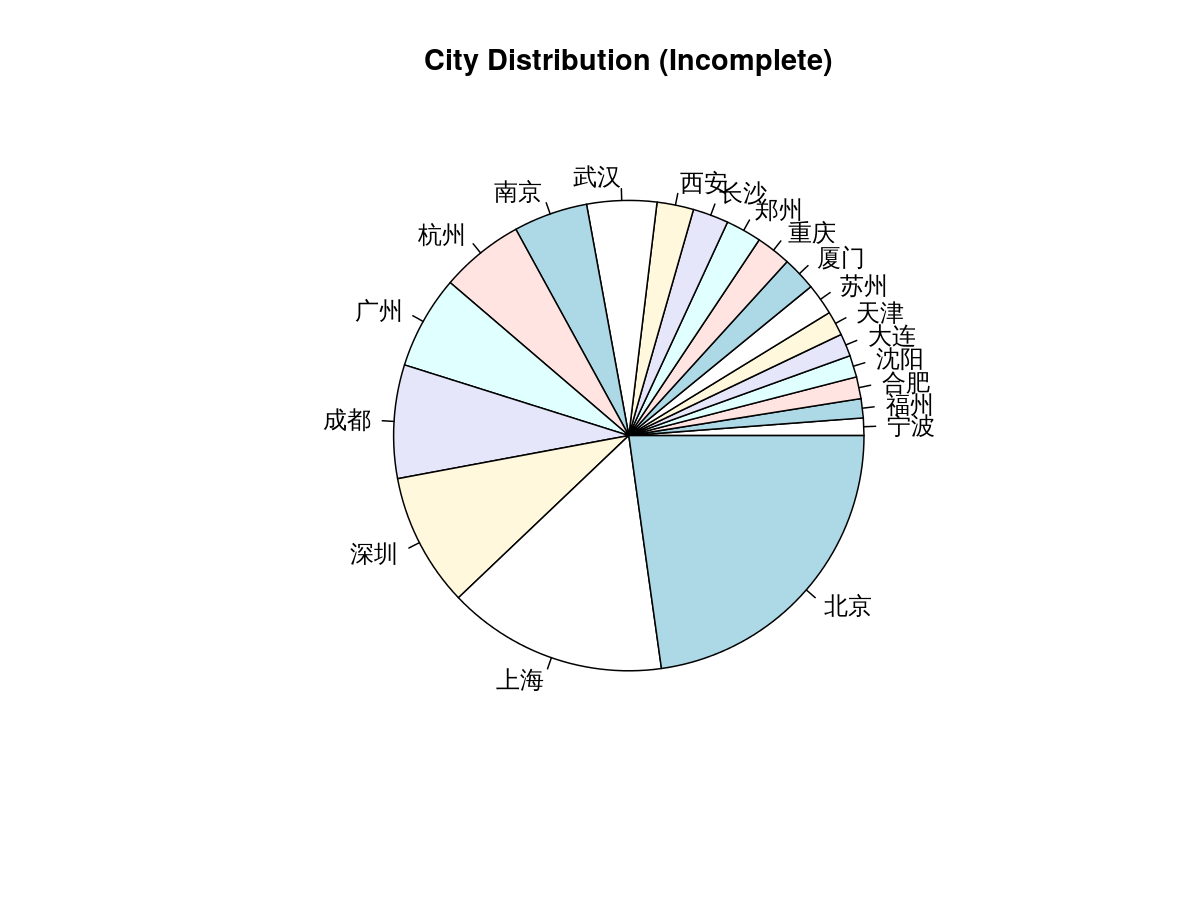 City Distribution (Incomplete)
武汉
西安
南京
长沙
郑州
重庆
杭州
厦门
苏州
广州
天津
大连
沈阳
合肥
福州
成都
宁波
深圳
北京
上海